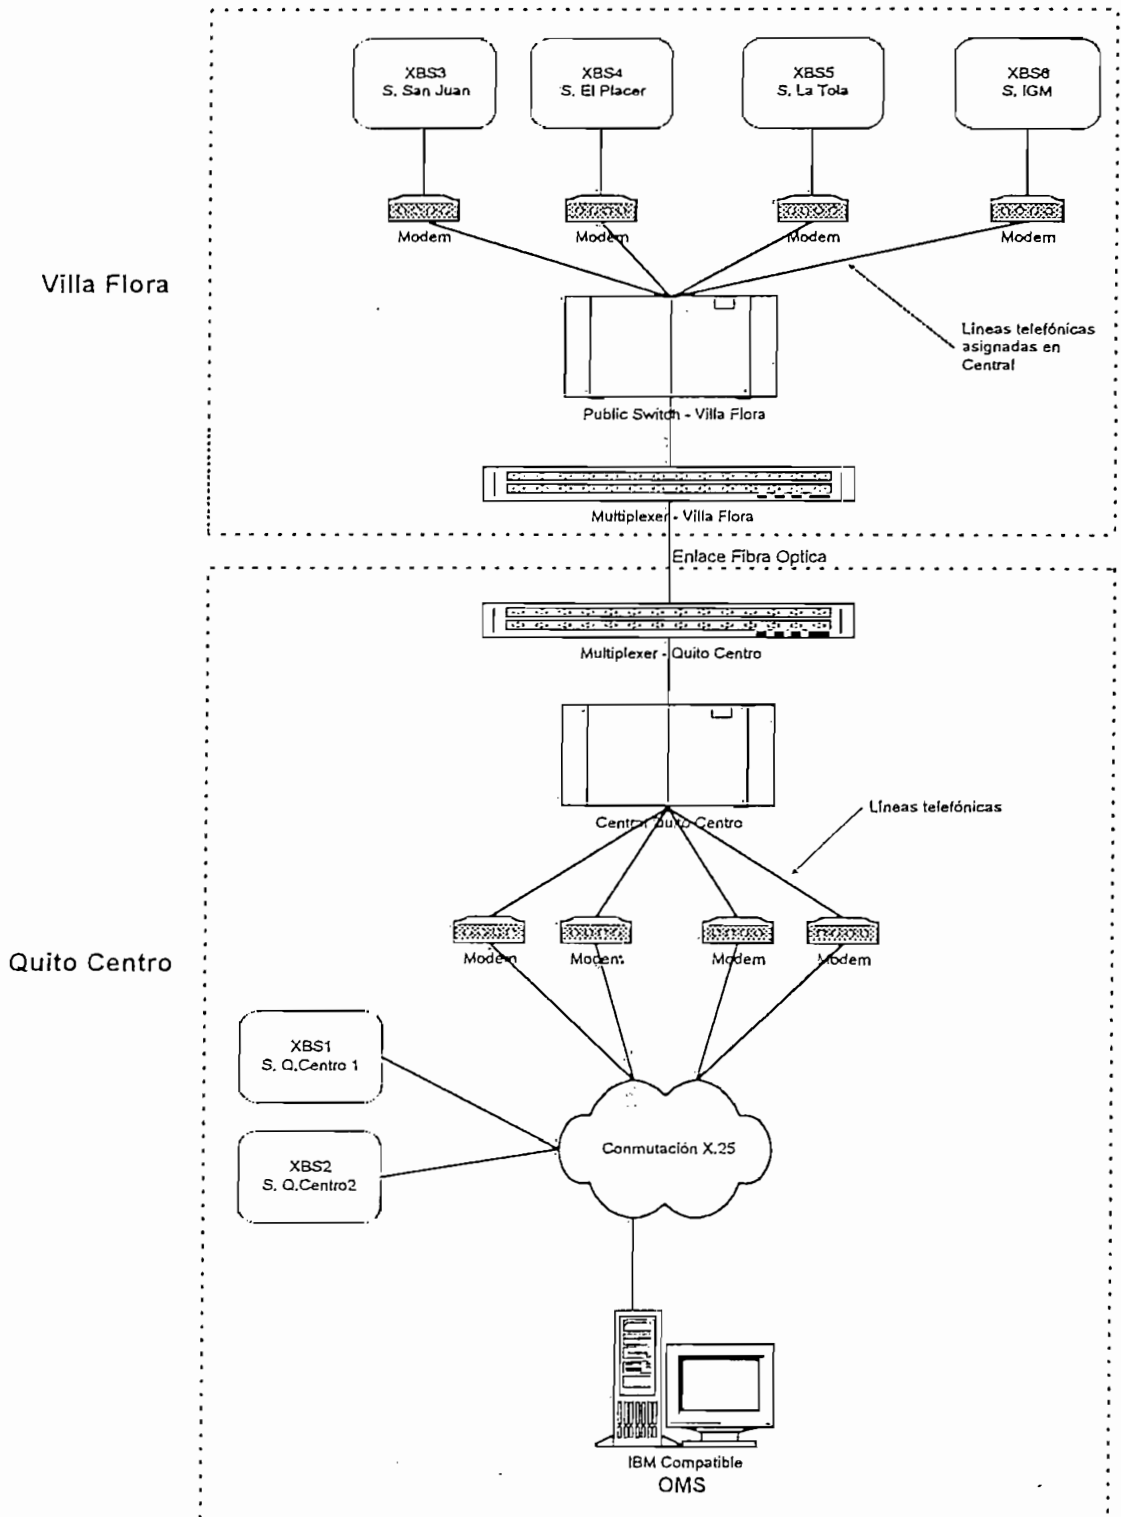 XBS3
S. San Juan
XBS4
S. El Placer
XBS5
S. La Tola
XBS6
S. IGM
Modem
Modem
Modem
Modem
Villa Flora
Líneas telefónicas
asignadas en
Central
Public Switch - Villa Flora
Multiplexer - Villa Flora
Enlace Fibra Optica
Multiplexer - Quito Centro
Líneas telefónicas
Central Quito Centro
Modem
Modem
Modem
Modem
Quito Centro
XBS1
S. Q.Centro 1
XBS2
S. Q.Centro2
Conmutación X.25
IBM Compatible
OMS